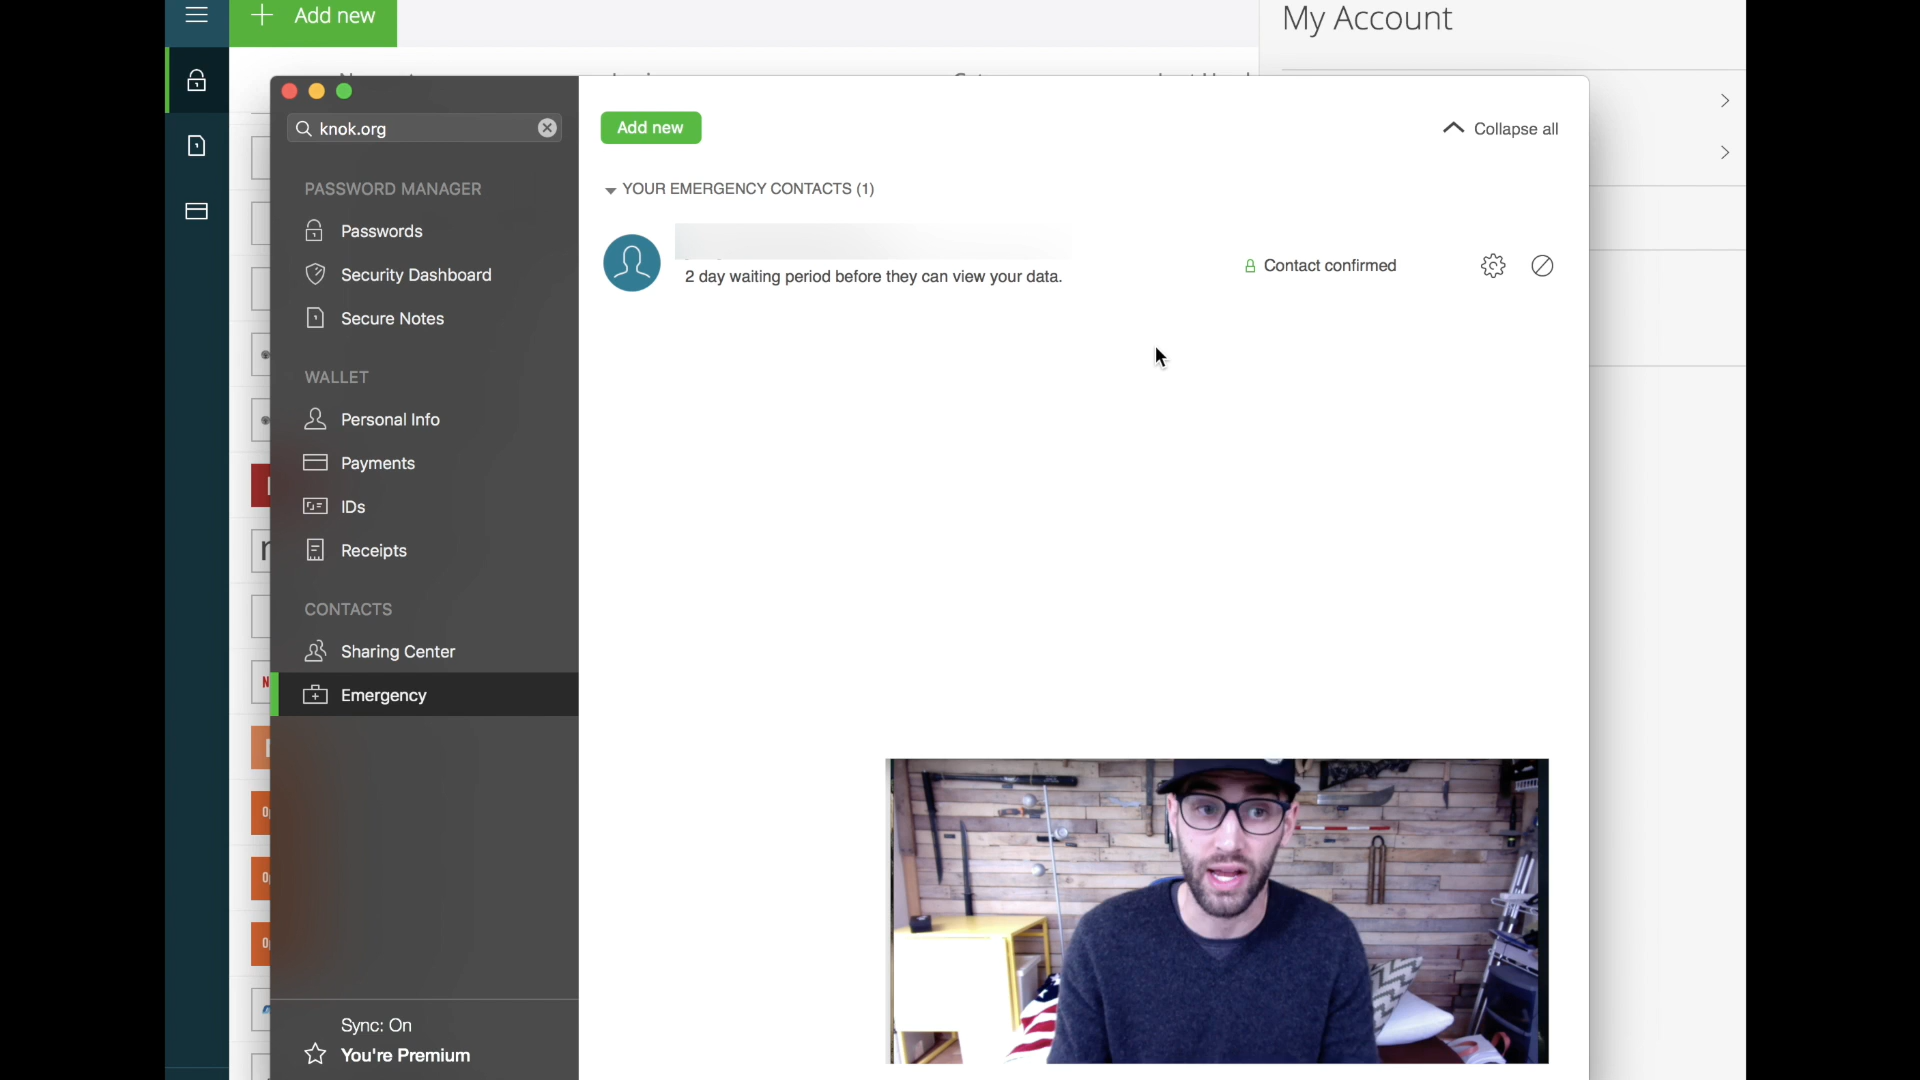 Add new
My Account
knok.org
Add new
Collapse all
PASSWORD MANAGER
YOUR EMERGENCY CONTACTS (1)
Passwords
Security Dashboard
2 day waiting period before they can view your data.
Contact confirmed
Secure Notes
WALLET
Personal Info
Payments
IDs
Receipts
CONTACTS
Sharing Center
Emergency
Sync: On
You're Premium